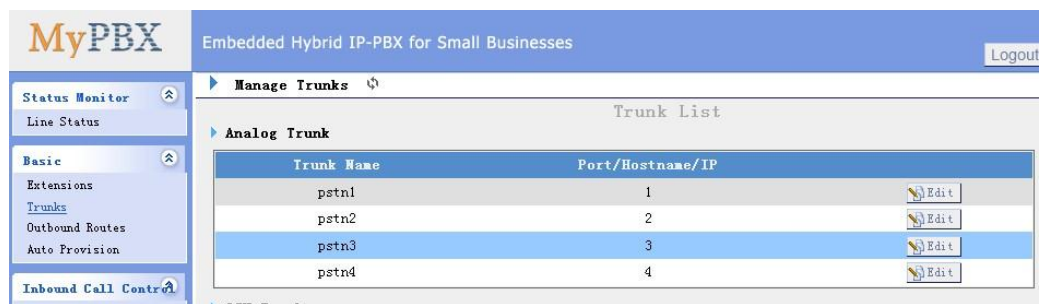 MyPBX
Embedded Hybrid IP-PBX for Small Businesses
Logout
Status Monitor
Line Status
Basic
Extensions
Trunks
Outbound Routes
Auto Provision
Inbound Call Control
Manage Trunks
Trunk List
Analog Trunk
Trunk Name Port/Hostname/IP
pstn1 1 Edit
pstn2 2 Edit
pstn3 3 Edit
pstn4 4 Edit